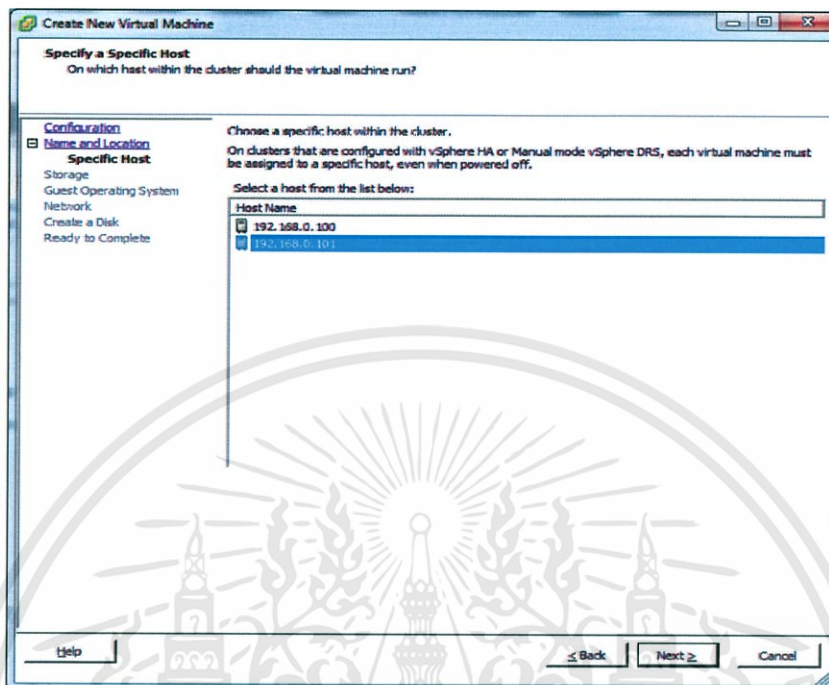 Create New Virtual Machine
Specify a Specific Host
On which host within the cluster should the virtual machine run?
Configuration
Name and Location
Specific Host
Storage
Guest Operating System
Network
Create a Disk
Ready to Complete
Choose a specific host within the cluster.
On clusters that are configured with vSphere HA or Manual mode vSphere DRS, each virtual machine must
be assigned to a specific host, even when powered off.
Select a host from the list below:
Host Name
192.168.0.100
192.168.0.101
Help
≤ Back
Next ≥
Cancel